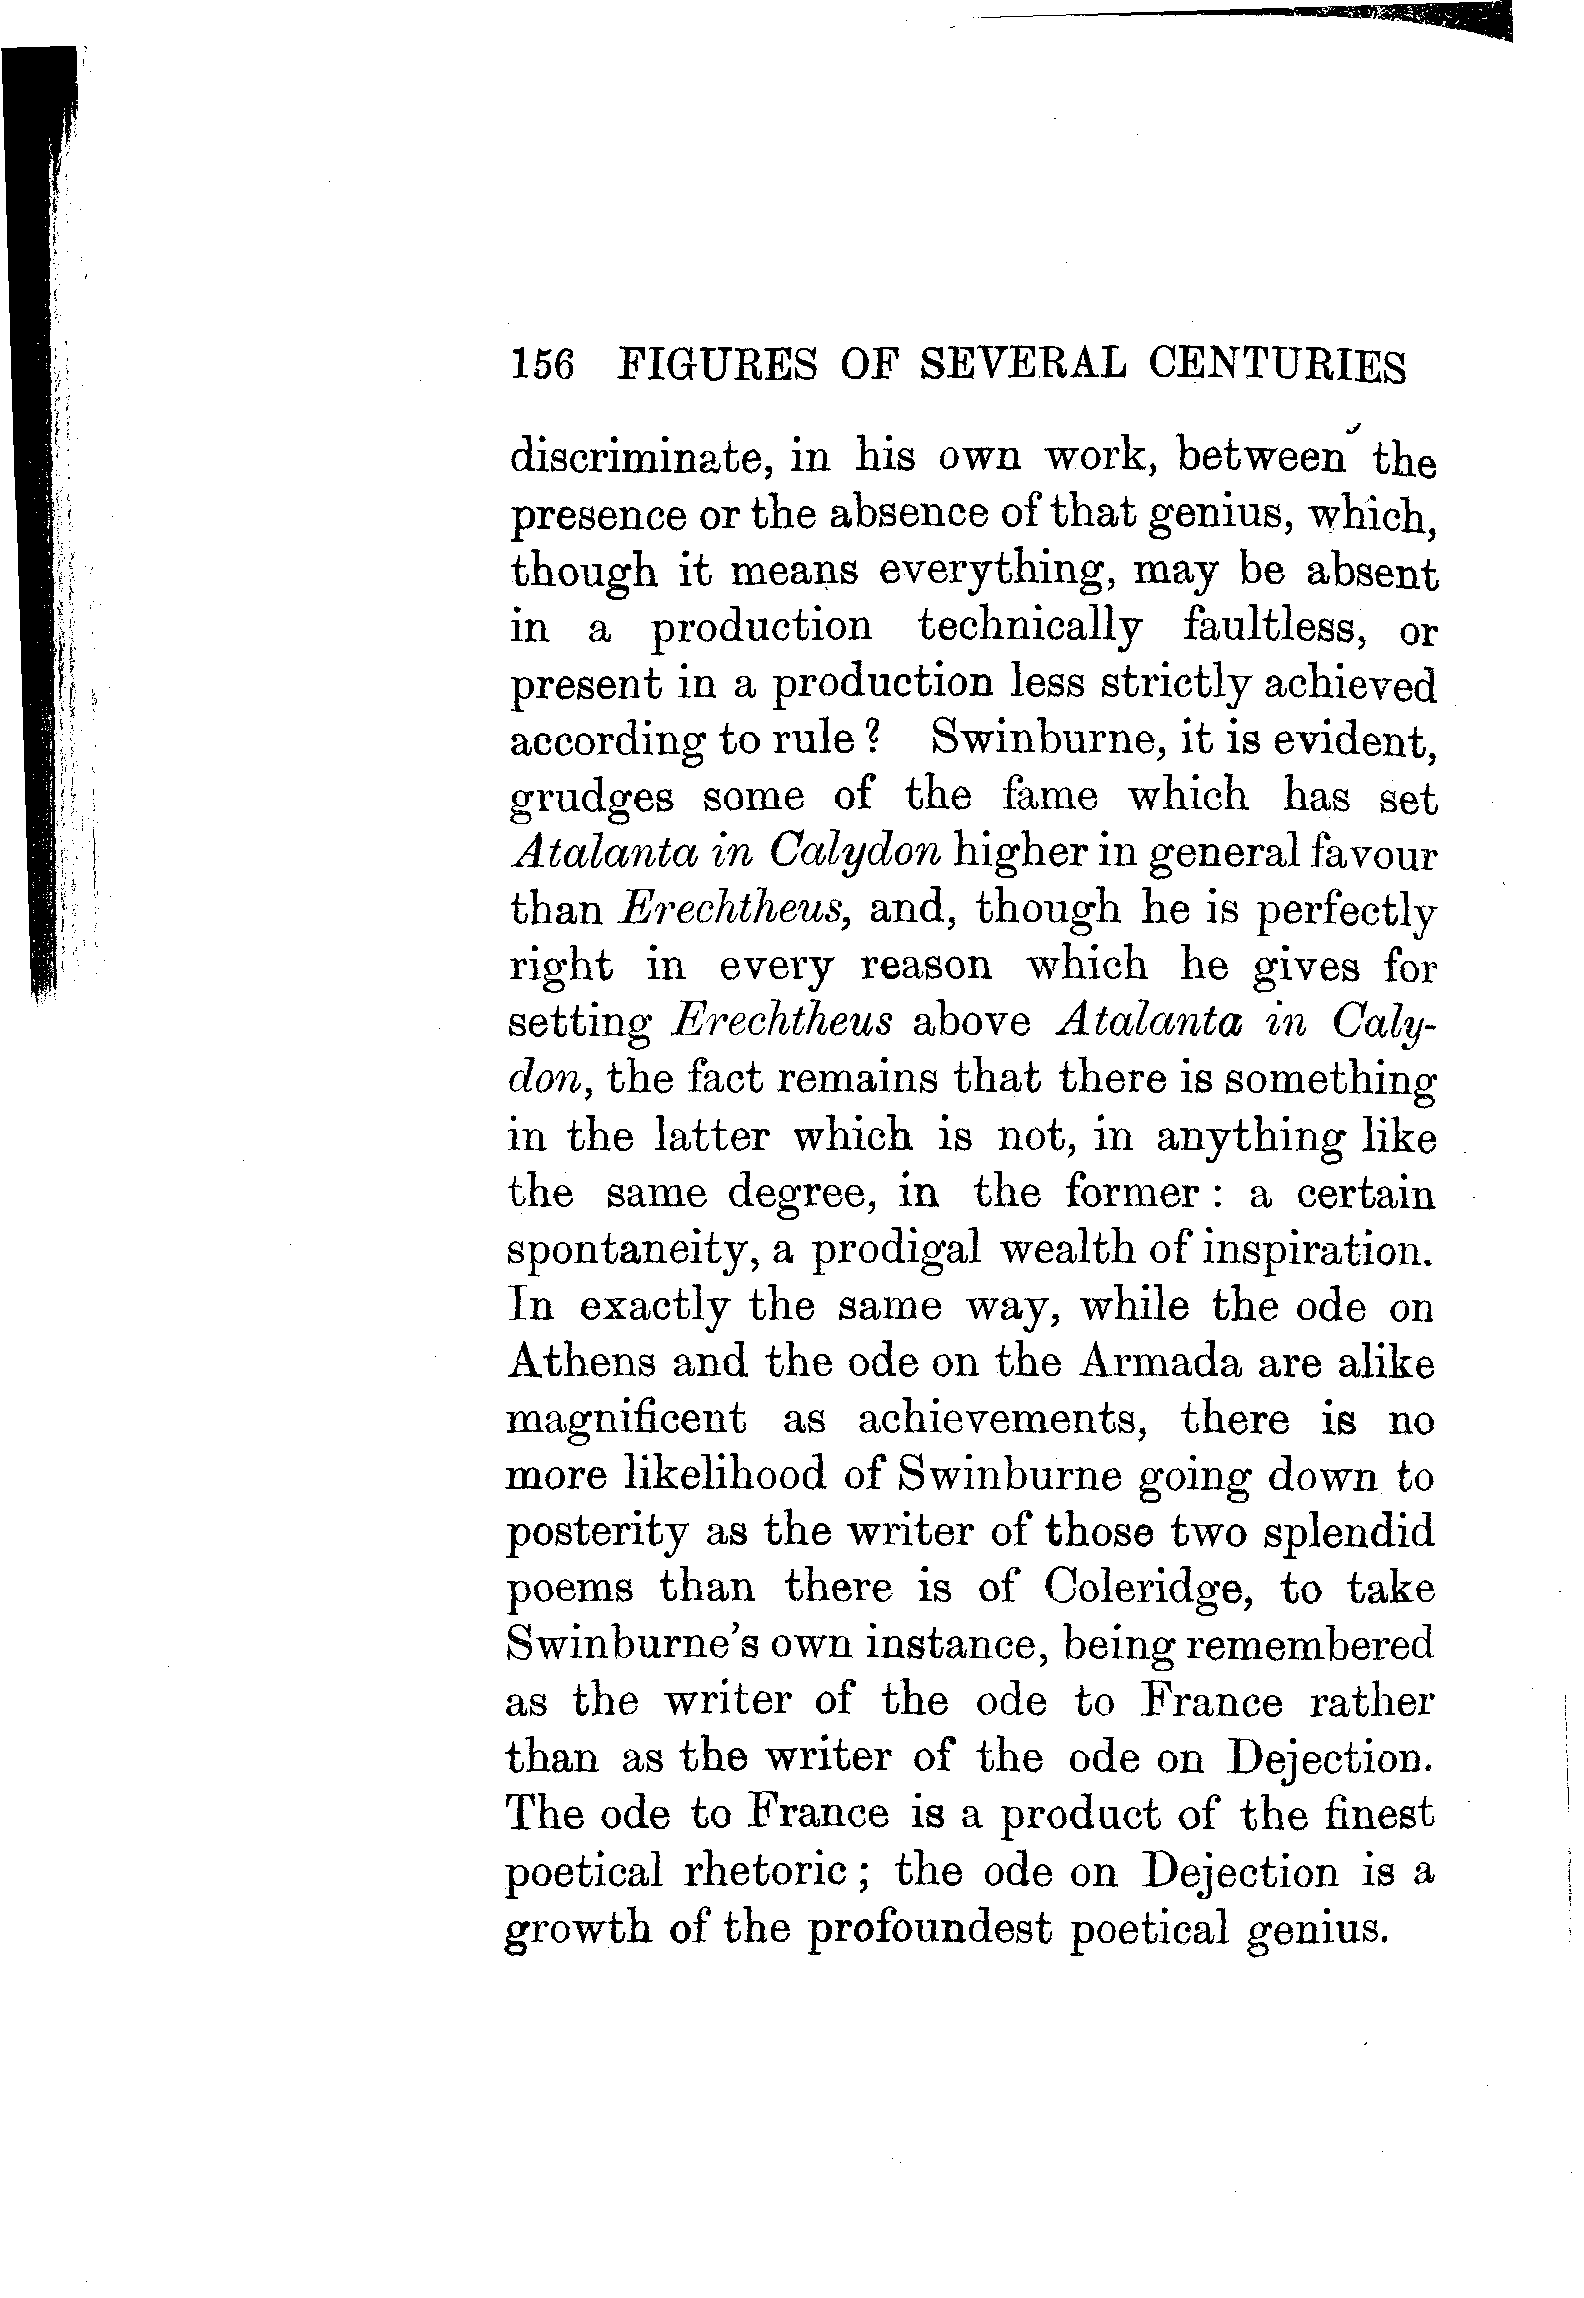 156 FIGURES OF SEVERAL CENTURIES
discriminate, in his own work, between the
presence or the absence of that genius, which,
though it means everything, may be absent
in a production technically faultless, or
present in a production less strictly achieved
according to rule? Swinburne, it is evident,
grudges some of the fame which has set
Atalanta in Calydon higher in general favour
than Erechtheus, and, though he is perfectly
right in every reason which he gives for
setting Erechtheus above Atalanta in Caly-
don, the fact remains that there is something
in the latter which is not, in anything like
the same degree, in the former: a certain
spontaneity, a prodigal wealth of inspiration.
In exactly the same way, while the ode on
Athens and the ode on the Armada are alike
magnificent as achievements, there is no
more likelihood of Swinburne going down to
posterity as the writer of those two splendid
poems than there is of Coleridge, to take
Swinburne's own instance, being remembered
as the writer of the ode to France rather
than as the writer of the ode on Dejection.
The ode to France is a product of the finest
poetical rhetoric; the ode on Dejection is a
growth of the profoundest poetical genius.